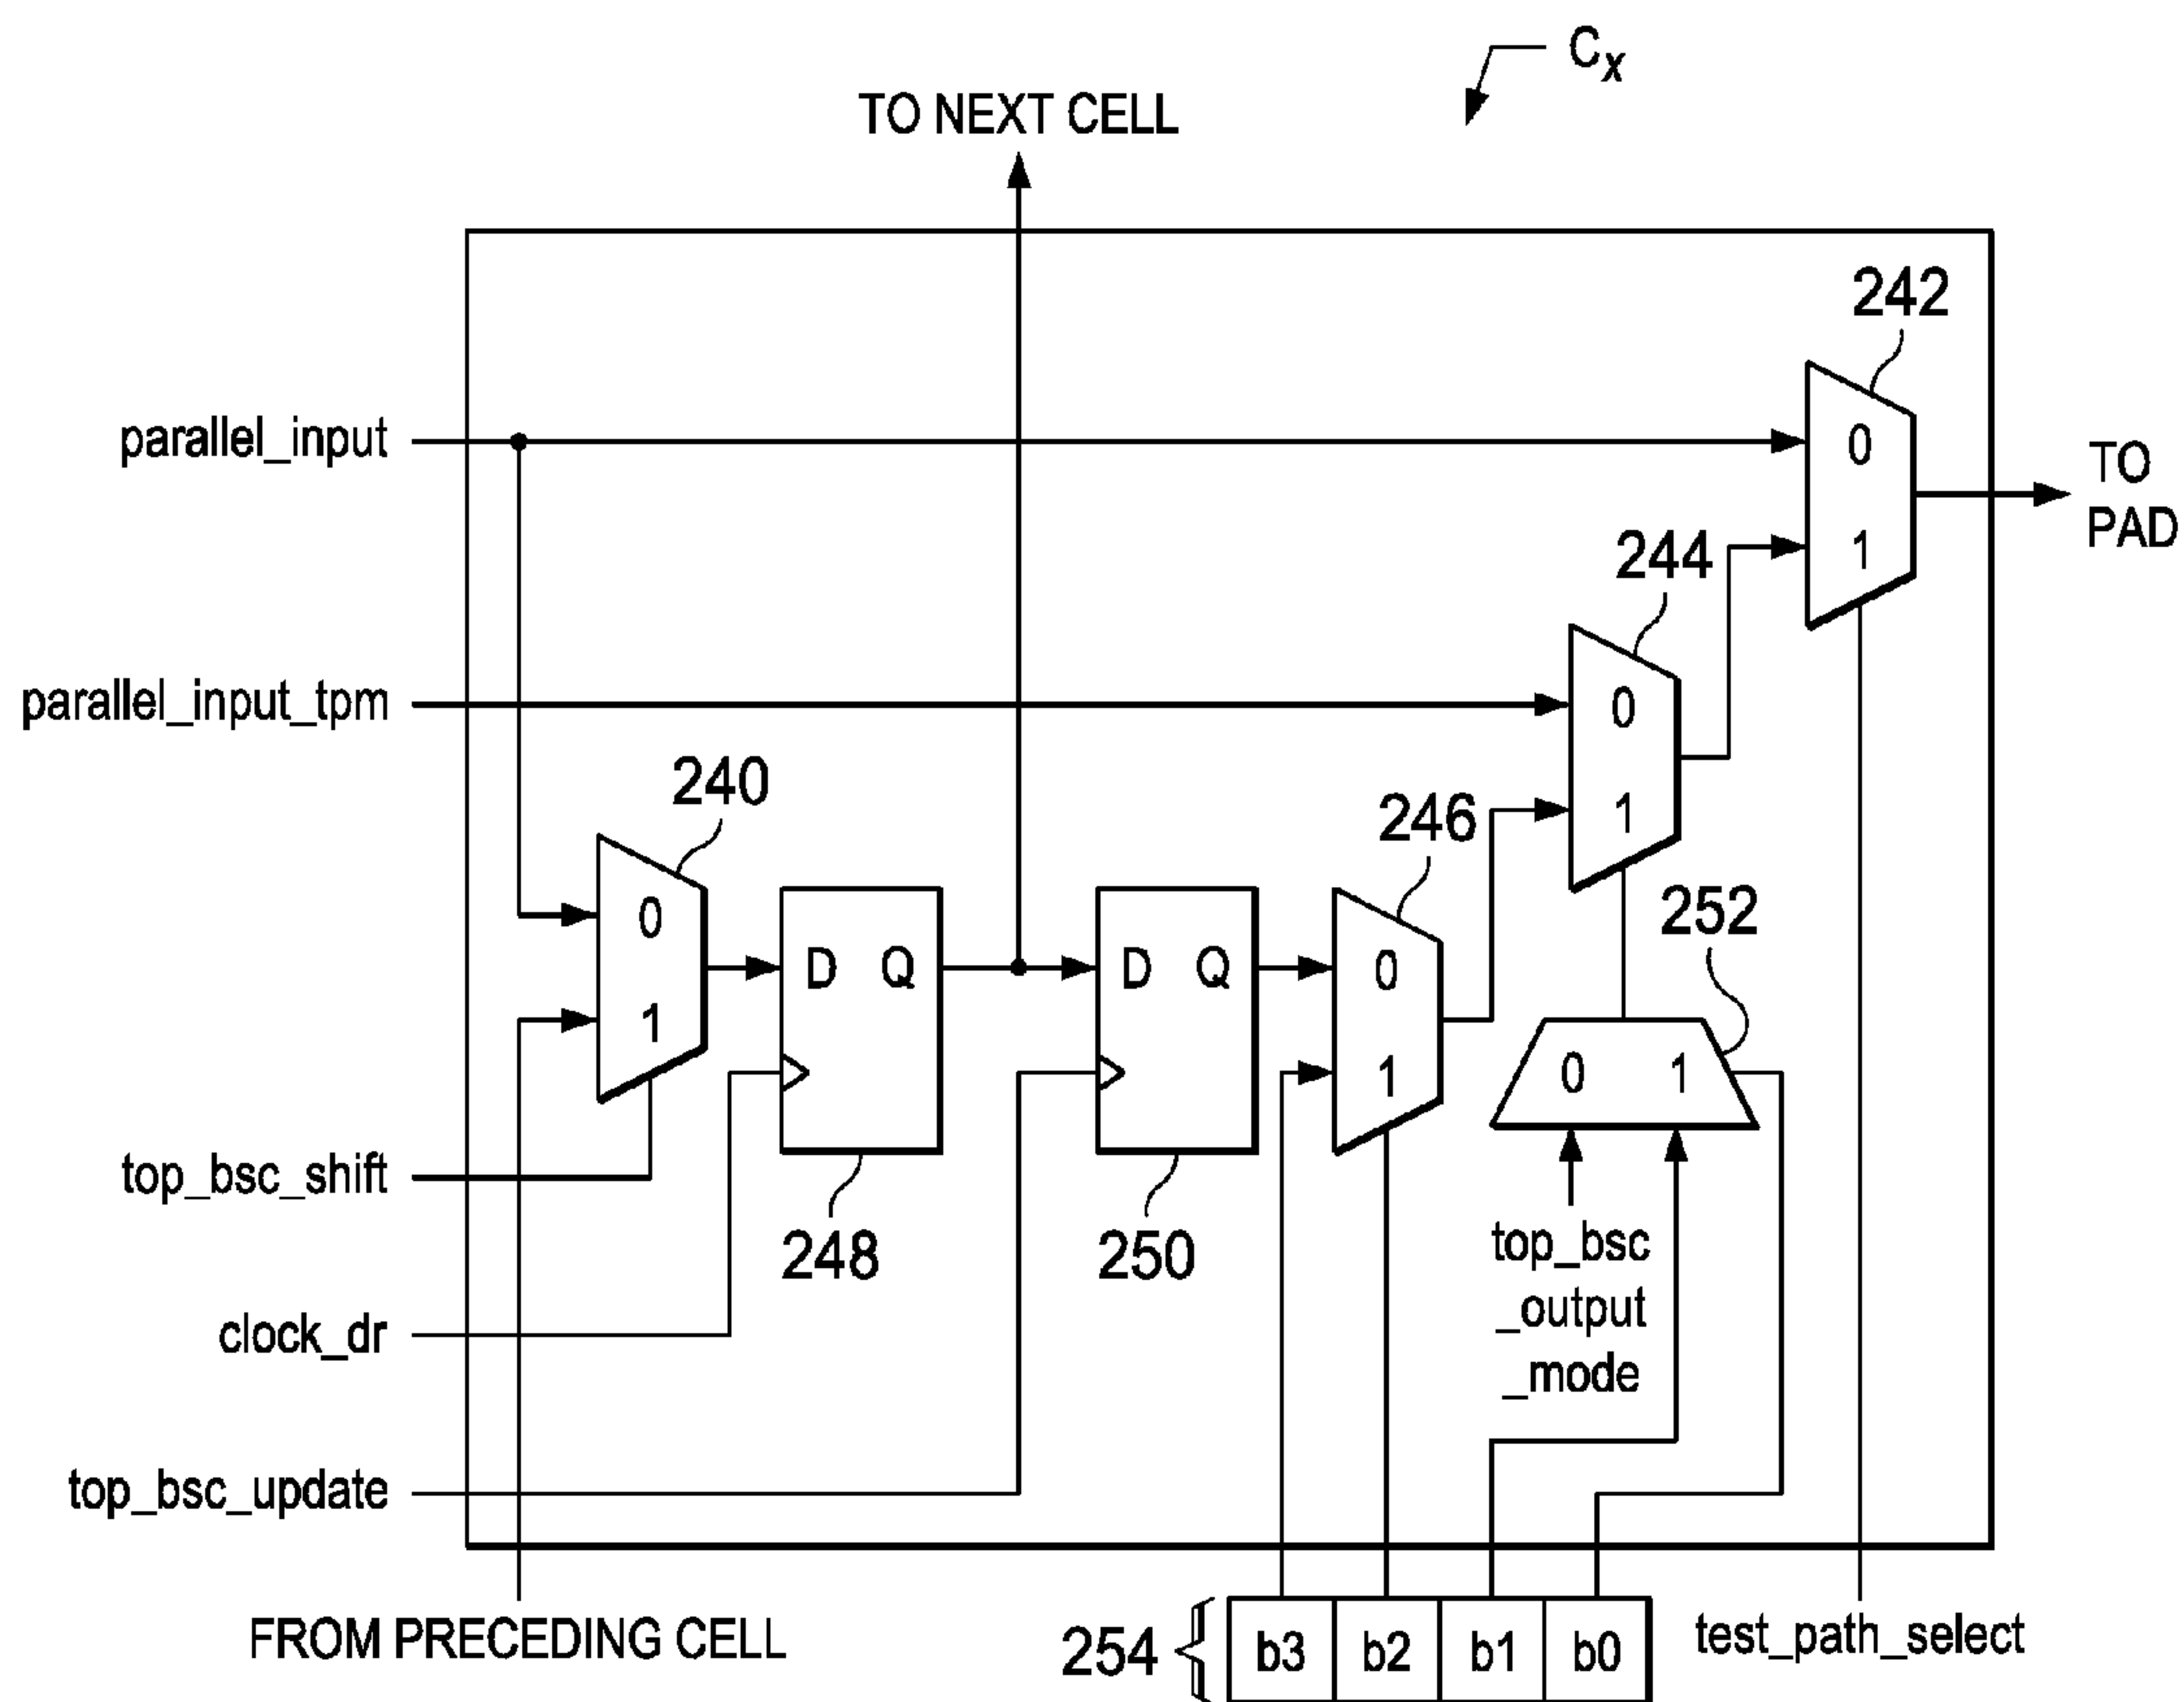 Cx
TO NEXT CELL
242
parallel_input
0
1
TO
PAD
244
parallel_input_tpm
0
1
240
246
252
0
1
D Q
D Q
0
1
0 1
top_bsc_shift
248
250
top_bsc
_output
_mode
clock_dr
top_bsc_update
FROM PRECEDING CELL
254
b3 b2 b1 b0
test_path_select